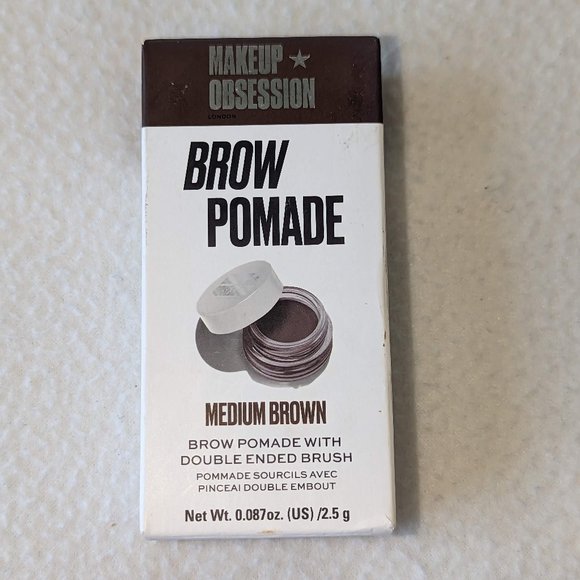 MAKEUP ★
OBSESSION
LONDON
BROW
POMADE
MEDIUM BROWN
BROW POMADE WITH
DOUBLE ENDED BRUSH
POMMADE SOURCILS AVEC
PINCEAI DOUBLE EMBOUT
Net Wt. 0.087oz. (US) /2.5 g